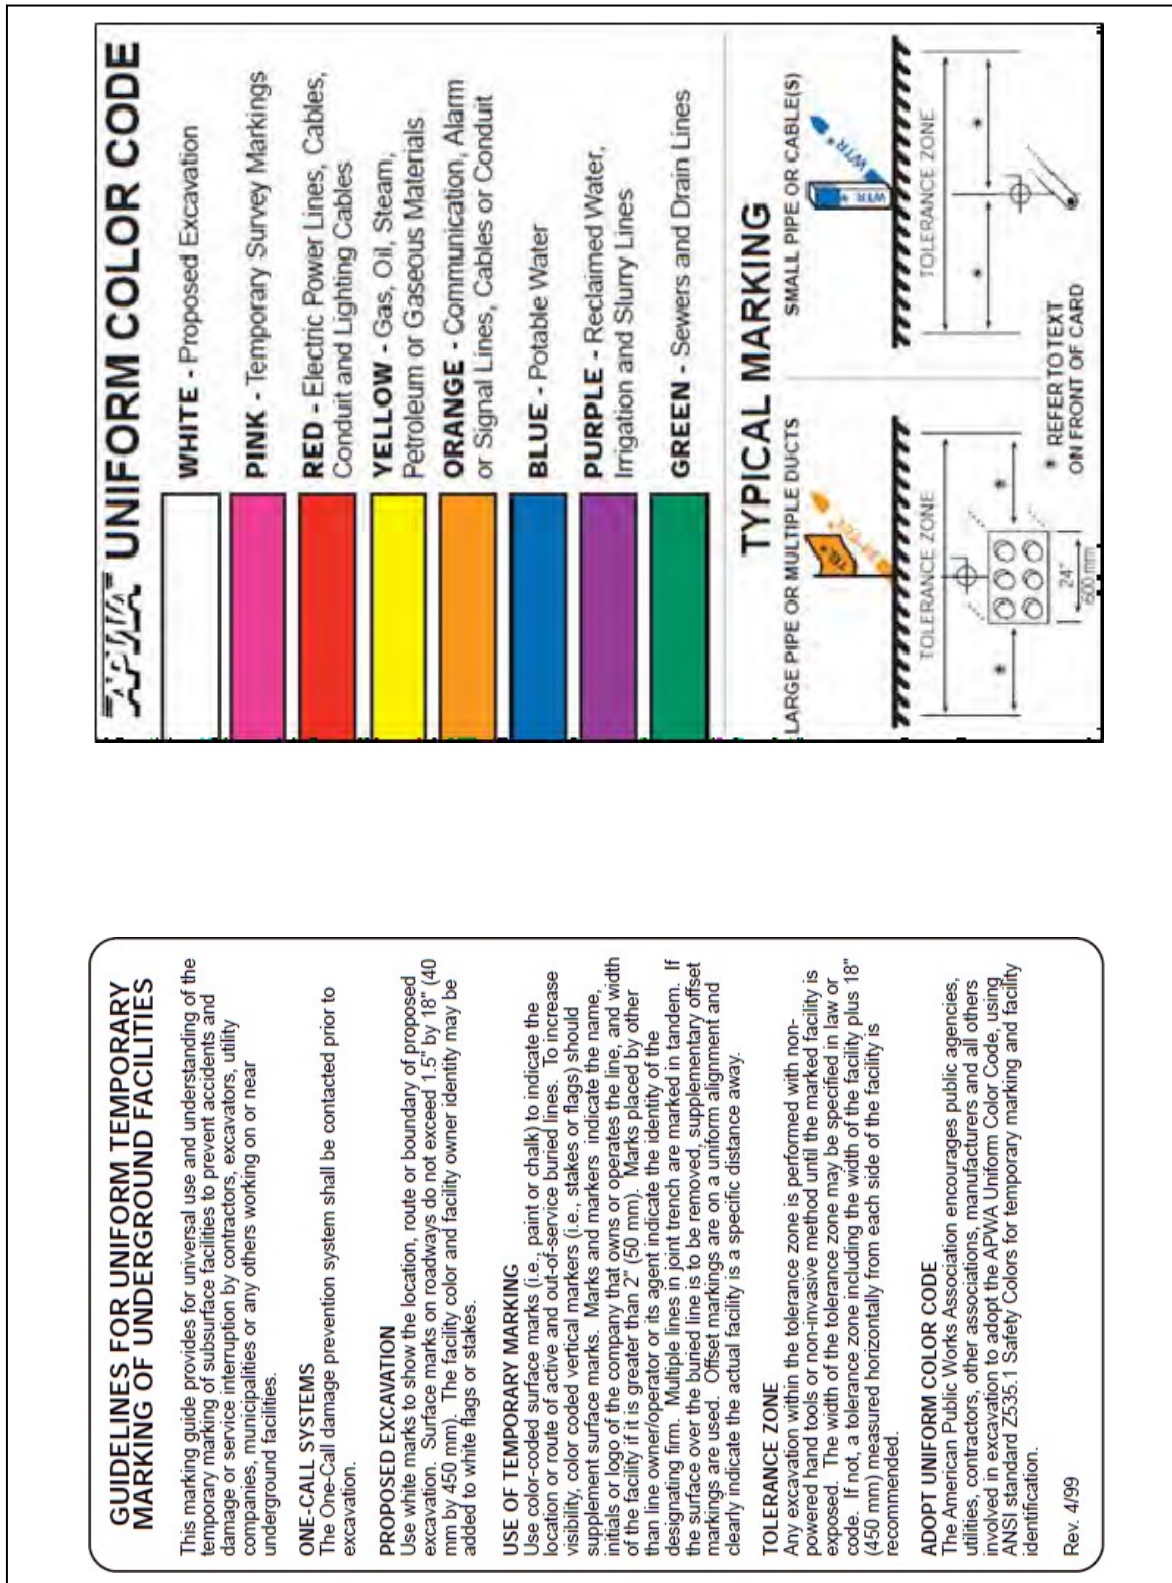 GUIDELINES FOR UNIFORM TEMPORARY
MARKING OF UNDERGROUND FACILITIES
This marking guide provides for universal use and understanding of the
temporary marking of subsurface facilities to prevent accidents and
damage or service interruption by contractors, excavators, utility
companies, municipalities or any others working on or near
underground facilities.
ONE-CALL SYSTEMS
The One-Call damage prevention system shall be contacted prior to
excavation.
PROPOSED EXCAVATION
Use white marks to show the location, route or boundary of proposed
excavation. Surface marks on roadways do not exceed 1.5" by 18" (40
mm by 450 mm). The facility color and facility owner identity may be
added to white flags or stakes.
USE OF TEMPORARY MARKING
Use color-coded surface marks (i.e., paint or chalk) to indicate the
location or route of active and out-of-service buried lines. To increase
visibility, color coded vertical markers (i.e., stakes or flags) should
supplement surface marks. Marks and markers indicate the name,
initials or logo of the company that owns or operates the line, and width
of the facility if it is greater than 2" (50 mm). Marks placed by other
than line owner/operator or its agent indicate the identity of the
designating firm. Multiple lines in joint trench are marked in tandem. If
the surface over the buried line is to be removed, supplementary offset
markings are used. Offset markings are on a uniform alignment and
clearly indicate the actual facility is a specific distance away.
TOLERANCE ZONE
Any excavation within the tolerance zone is performed with non-
powered hand tools or non-invasive method until the marked facility is
exposed. The width of the tolerance zone may be specified in law or
code. If not, a tolerance zone including the width of the facility plus 18"
(450 mm) measured horizontally from each side of the facility is
recommended.
ADOPT UNIFORM COLOR CODE
The American Public Works Association encourages public agencies,
utilities, contractors, other associations, manufacturers and all others
involved in excavation to adopt the APWA Uniform Color Code, using
ANSI standard Z535.1 Safety Colors for temporary marking and facility
identification.
Rev. 4/99
APWA UNIFORM COLOR CODE
WHITE - Proposed Excavation
PINK - Temporary Survey Markings
RED - Electric Power Lines, Cables,
Conduit and Lighting Cables
YELLOW - Gas, Oil, Steam,
Petroleum or Gaseous Materials
ORANGE - Communication, Alarm
or Signal Lines, Cables or Conduit
BLUE - Potable Water
PURPLE - Reclaimed Water,
Irrigation and Slurry Lines
GREEN - Sewers and Drain Lines
TYPICAL MARKING
LARGE PIPE OR MULTIPLE DUCTS
TEL*
TOLERANCE ZONE
*
*
24"
600 mm
SMALL PIPE OR CABLE(S)
WTR *
WTR*
TOLERANCE ZONE
*
*
* REFER TO TEXT
ON FRONT OF CARD